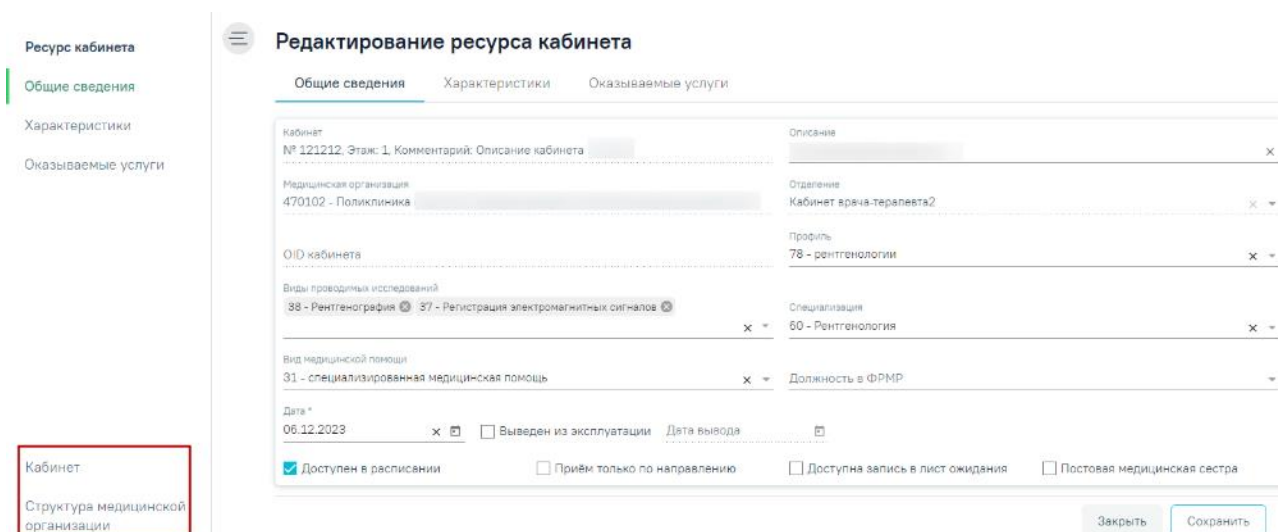 Ресурс кабинета
Общие сведения
Характеристики
Оказываемые услуги
Кабинет
Структура медицинской
организации
Редактирование ресурса кабинета
Общие сведения Характеристики Оказываемые услуги
Кабинет
№ 121212, Этаж: 1, Комментарий: Описание кабинета
Описание
Медицинская организация
470102 - Поликлиника
Отделение
Кабинет врача-терапевта2
OID кабинета
Профиль
78 - рентгенологии
Виды проводимых исследований
38 - Рентгенография 37 - Регистрация электромагнитных сигналов
Специализация
60 - Рентгенология
Вид медицинской помощи
31 - специализированная медицинская помощь
Должность в ФРМР
Дата *
06.12.2023 Выведен из эксплуатации Дата вывода
Доступен в расписании Приём только по направлению Доступна запись в лист ожидания Постовая медицинская сестра
Закрыть Сохранить